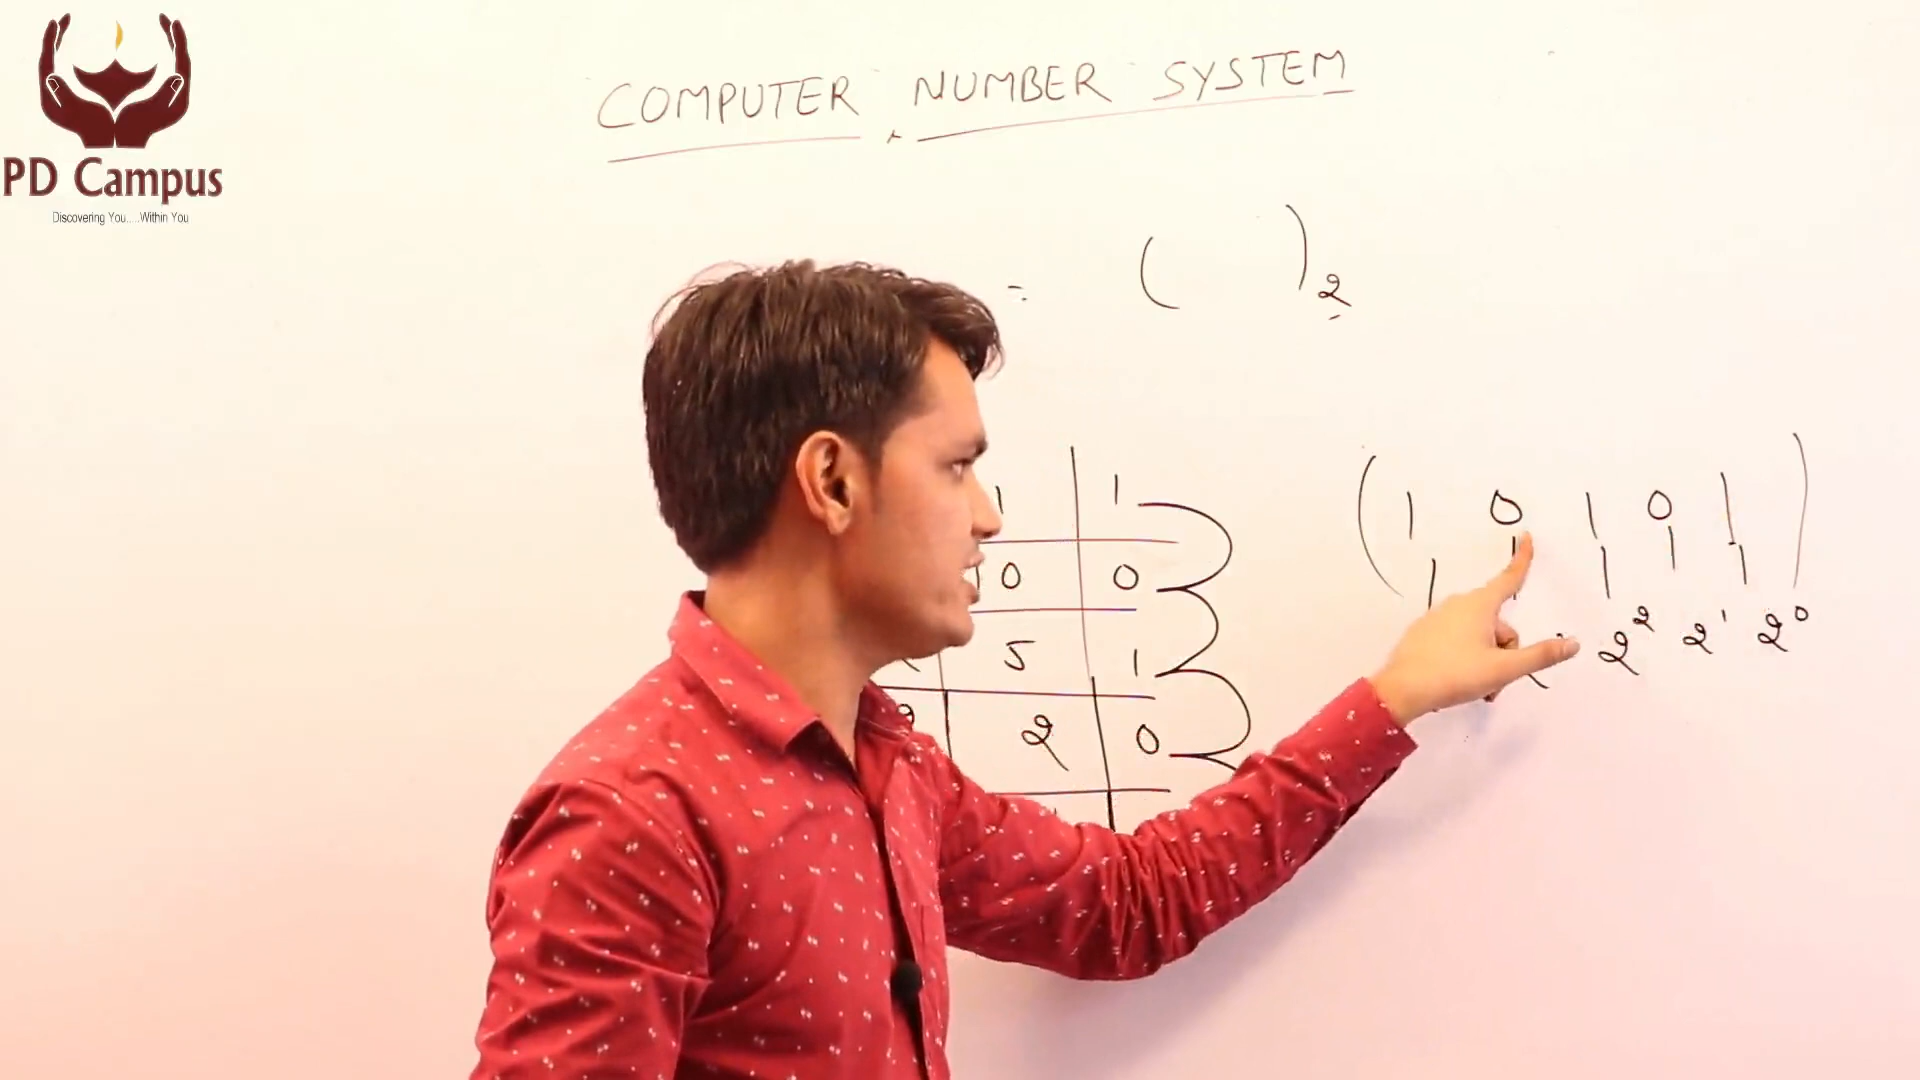 PD Campus
Discovering You.....Within You
COMPUTER NUMBER SYSTEM
= ( )2
1 1
0 0
5 1
2 0
( 1 0 1 0 1 )
2² 2¹ 2⁰